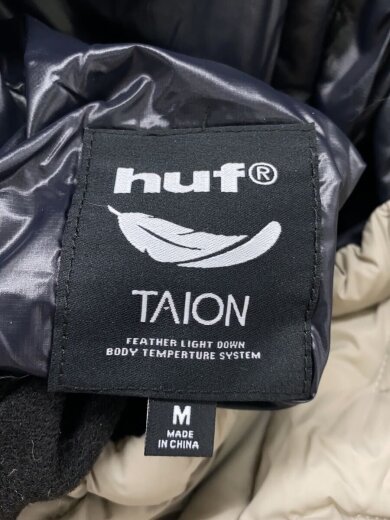 huf®
TAION
FEATHER LIGHT DOWN
BODY TEMPERTURE SYSTEM
M
MADE
IN CHINA